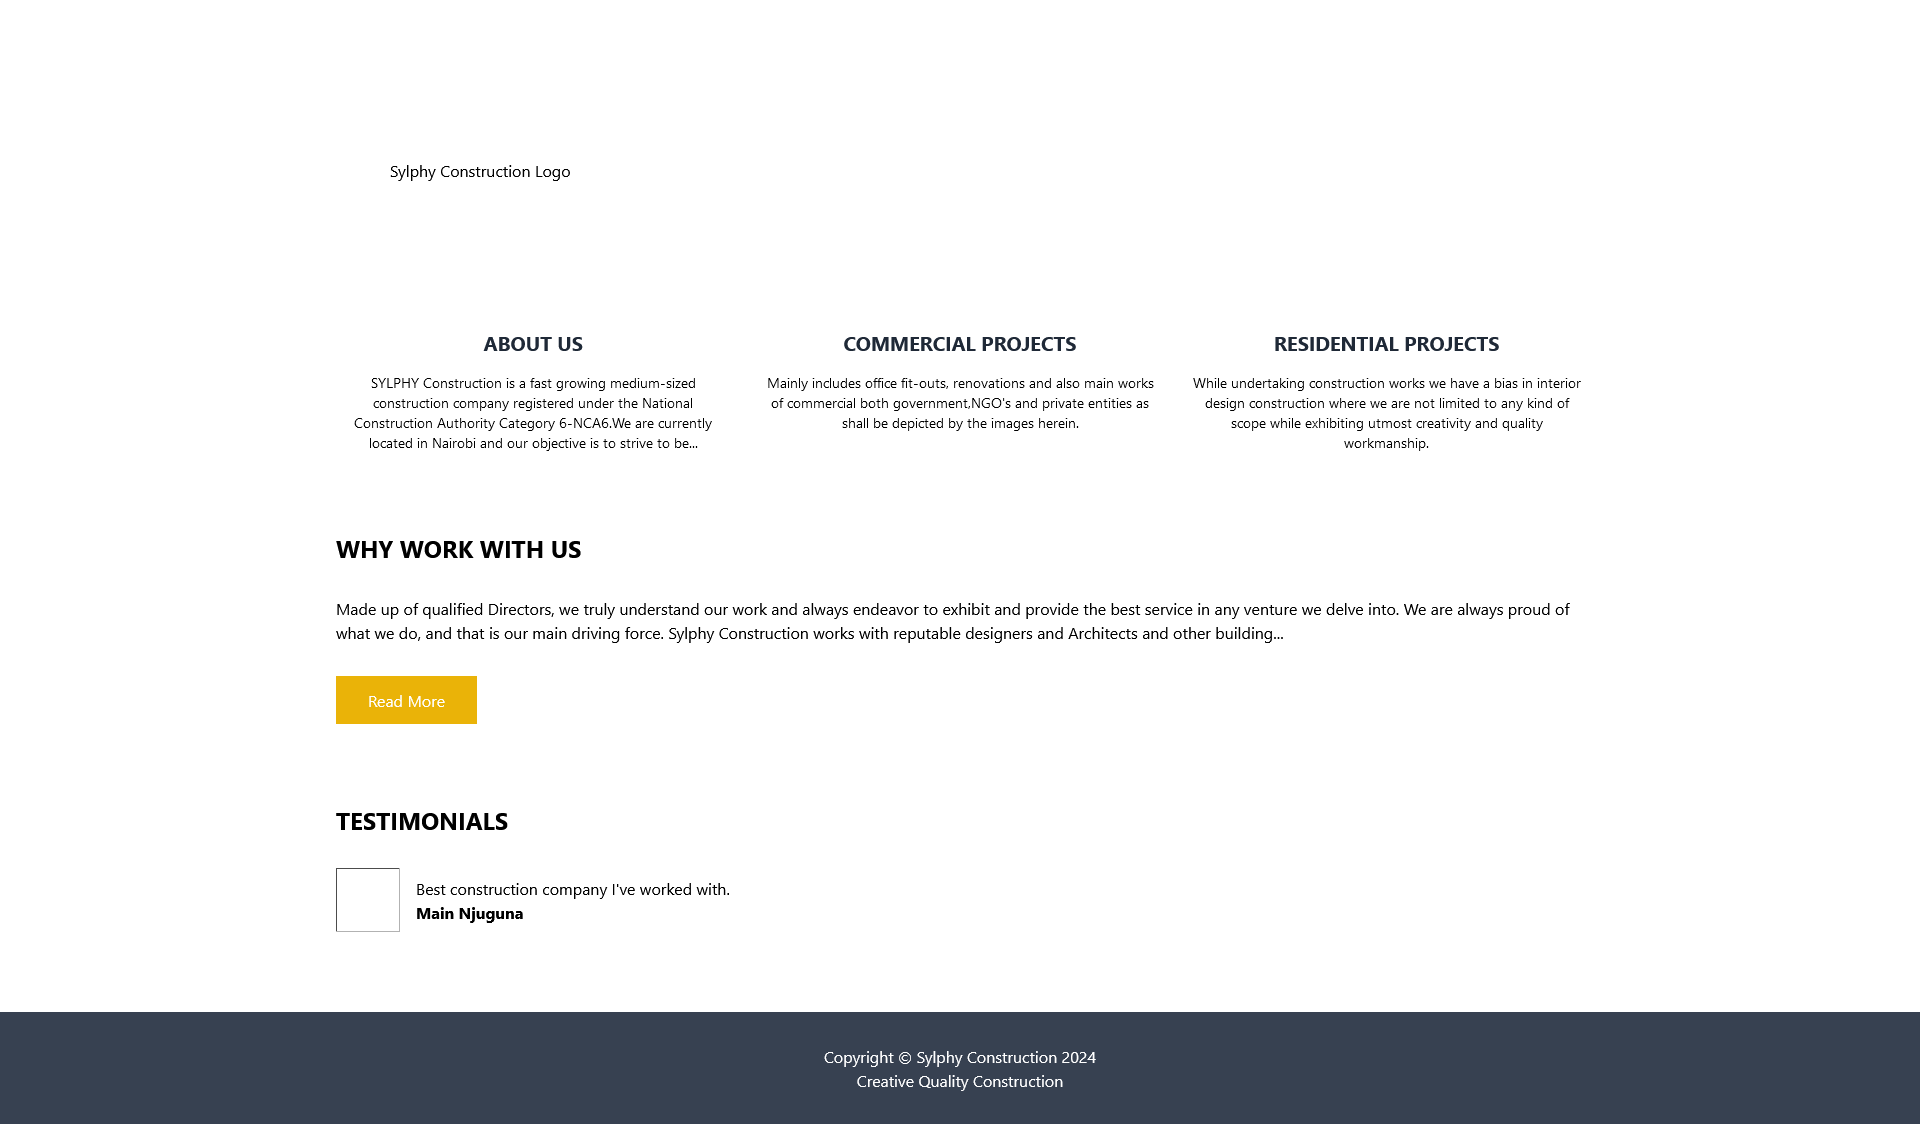 Sylphy Construction Logo
ABOUT US
SYLPHY Construction is a fast growing medium-sized
construction company registered under the National
Construction Authority Category 6-NCA6.We are currently
located in Nairobi and our objective is to strive to be...
COMMERCIAL PROJECTS
Mainly includes office fit-outs, renovations and also main works
of commercial both government,NGO's and private entities as
shall be depicted by the images herein.
RESIDENTIAL PROJECTS
While undertaking construction works we have a bias in interior
design construction where we are not limited to any kind of
scope while exhibiting utmost creativity and quality
workmanship.
WHY WORK WITH US
Made up of qualified Directors, we truly understand our work and always endeavor to exhibit and provide the best service in any venture we delve into. We are always proud of
what we do, and that is our main driving force. Sylphy Construction works with reputable designers and Architects and other building...
Read More
TESTIMONIALS
Best construction company I've worked with.
Main Njuguna
Copyright © Sylphy Construction 2024
Creative Quality Construction